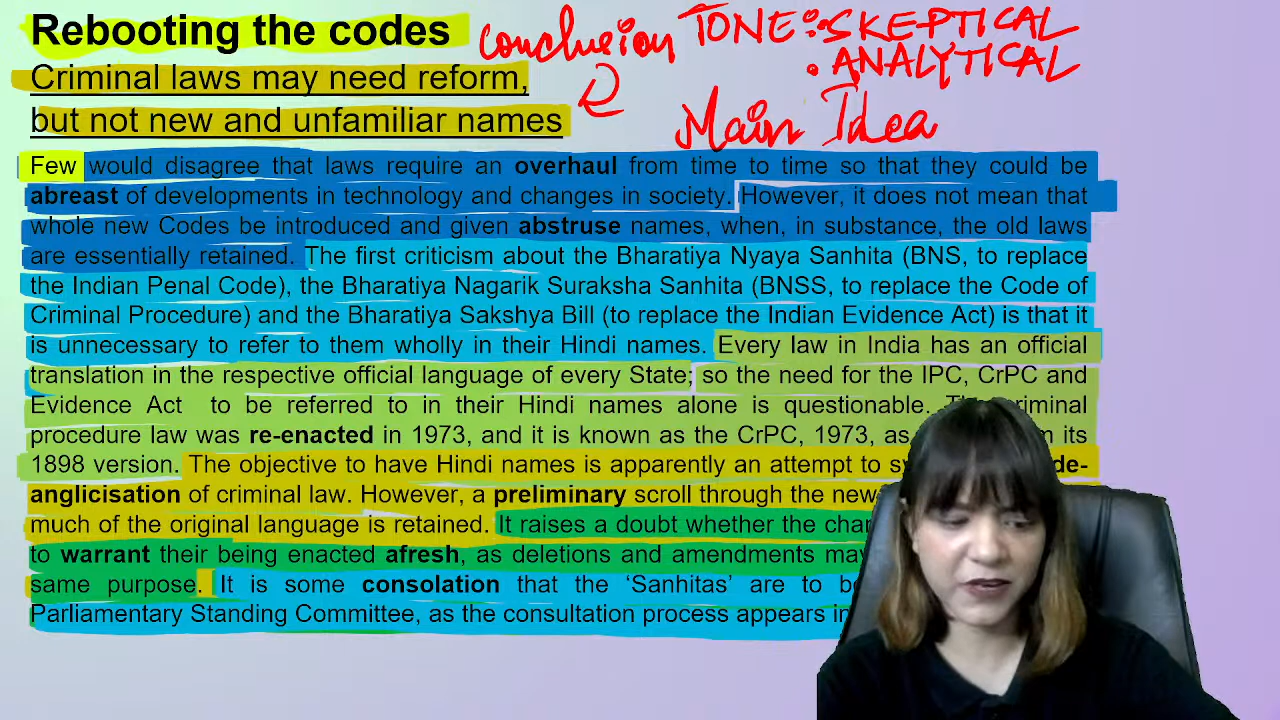 Rebooting the codes
conclusion
TONE: SKEPTICAL
: ANALYTICAL
Criminal laws may need reform,
but not new and unfamiliar names
Main Idea
Few would disagree that laws require an overhaul from time to time so that they could be
abreast of developments in technology and changes in society. However, it does not mean that
whole new Codes be introduced and given abstruse names, when, in substance, the old laws
are essentially retained. The first criticism about the Bharatiya Nyaya Sanhita (BNS, to replace
the Indian Penal Code), the Bharatiya Nagarik Suraksha Sanhita (BNSS, to replace the Code of
Criminal Procedure) and the Bharatiya Sakshya Bill (to replace the Indian Evidence Act) is that it
is unnecessary to refer to them wholly in their Hindi names. Every law in India has an official
translation in the respective official language of every State; so the need for the IPC, CrPC and
Evidence Act to be referred to in their Hindi names alone is questionable. criminal
procedure law was re-enacted in 1973, and it is known as the CrPC, 1973, as its
1898 version. The objective to have Hindi names is apparently an attempt to de-
anglicisation of criminal law. However, a preliminary scroll through the new
much of the original language is retained. It raises a doubt whether the
to warrant their being enacted afresh, as deletions and amendments
same purpose. It is some consolation that the ‘Sanhitas’ are to
Parliamentary Standing Committee, as the consultation process appears